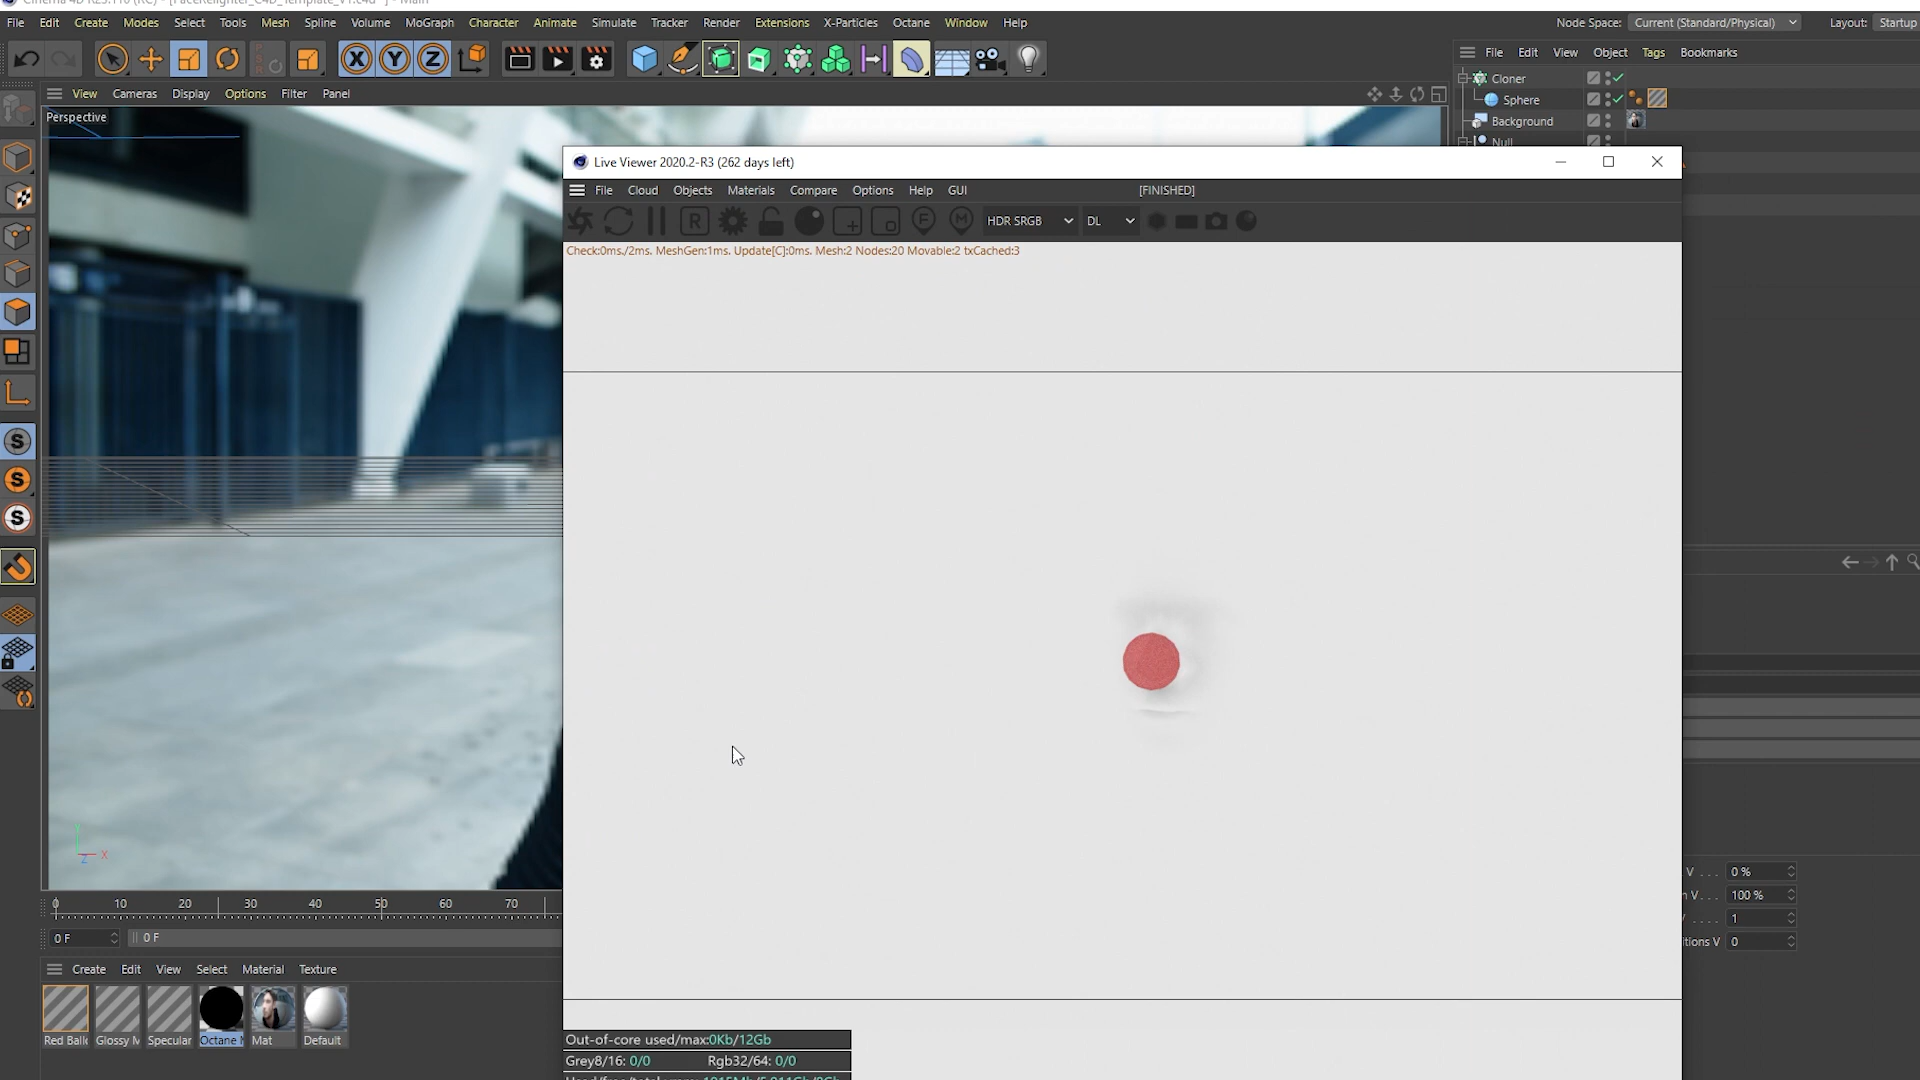 File Edit Create Modes Select Tools Mesh Spline Volume MoGraph Character Animate Simulate Tracker Render Extensions X-Particles Octane Window Help
Node Space: Current (Standard/Physical) Layout: Startup
X Y Z
File Edit View Object Tags Bookmarks
Cloner
Sphere
Background
Null
View Cameras Display Options Filter Panel
Perspective
Live Viewer 2020.2-R3 (262 days left)
File Cloud Objects Materials Compare Options Help GUI [FINISHED]
R F M HDR SRGB DL
Check:0ms./2ms. MeshGen:1ms. Update[C]:0ms. Mesh:2 Nodes:20 Movable:2 txCached:3
S
S
S
Y
Z X
V . . . 0 %
n V. . . 100 %
. . . . 1
itions V 0
0 10 20 30 40 50 60 70
0 F 0 F
Create Edit View Select Material Texture
Red Ball Glossy M Specular Octane Mat Default
Out-of-core used/max:0Kb/12Gb
Grey8/16: 0/0 Rgb32/64: 0/0